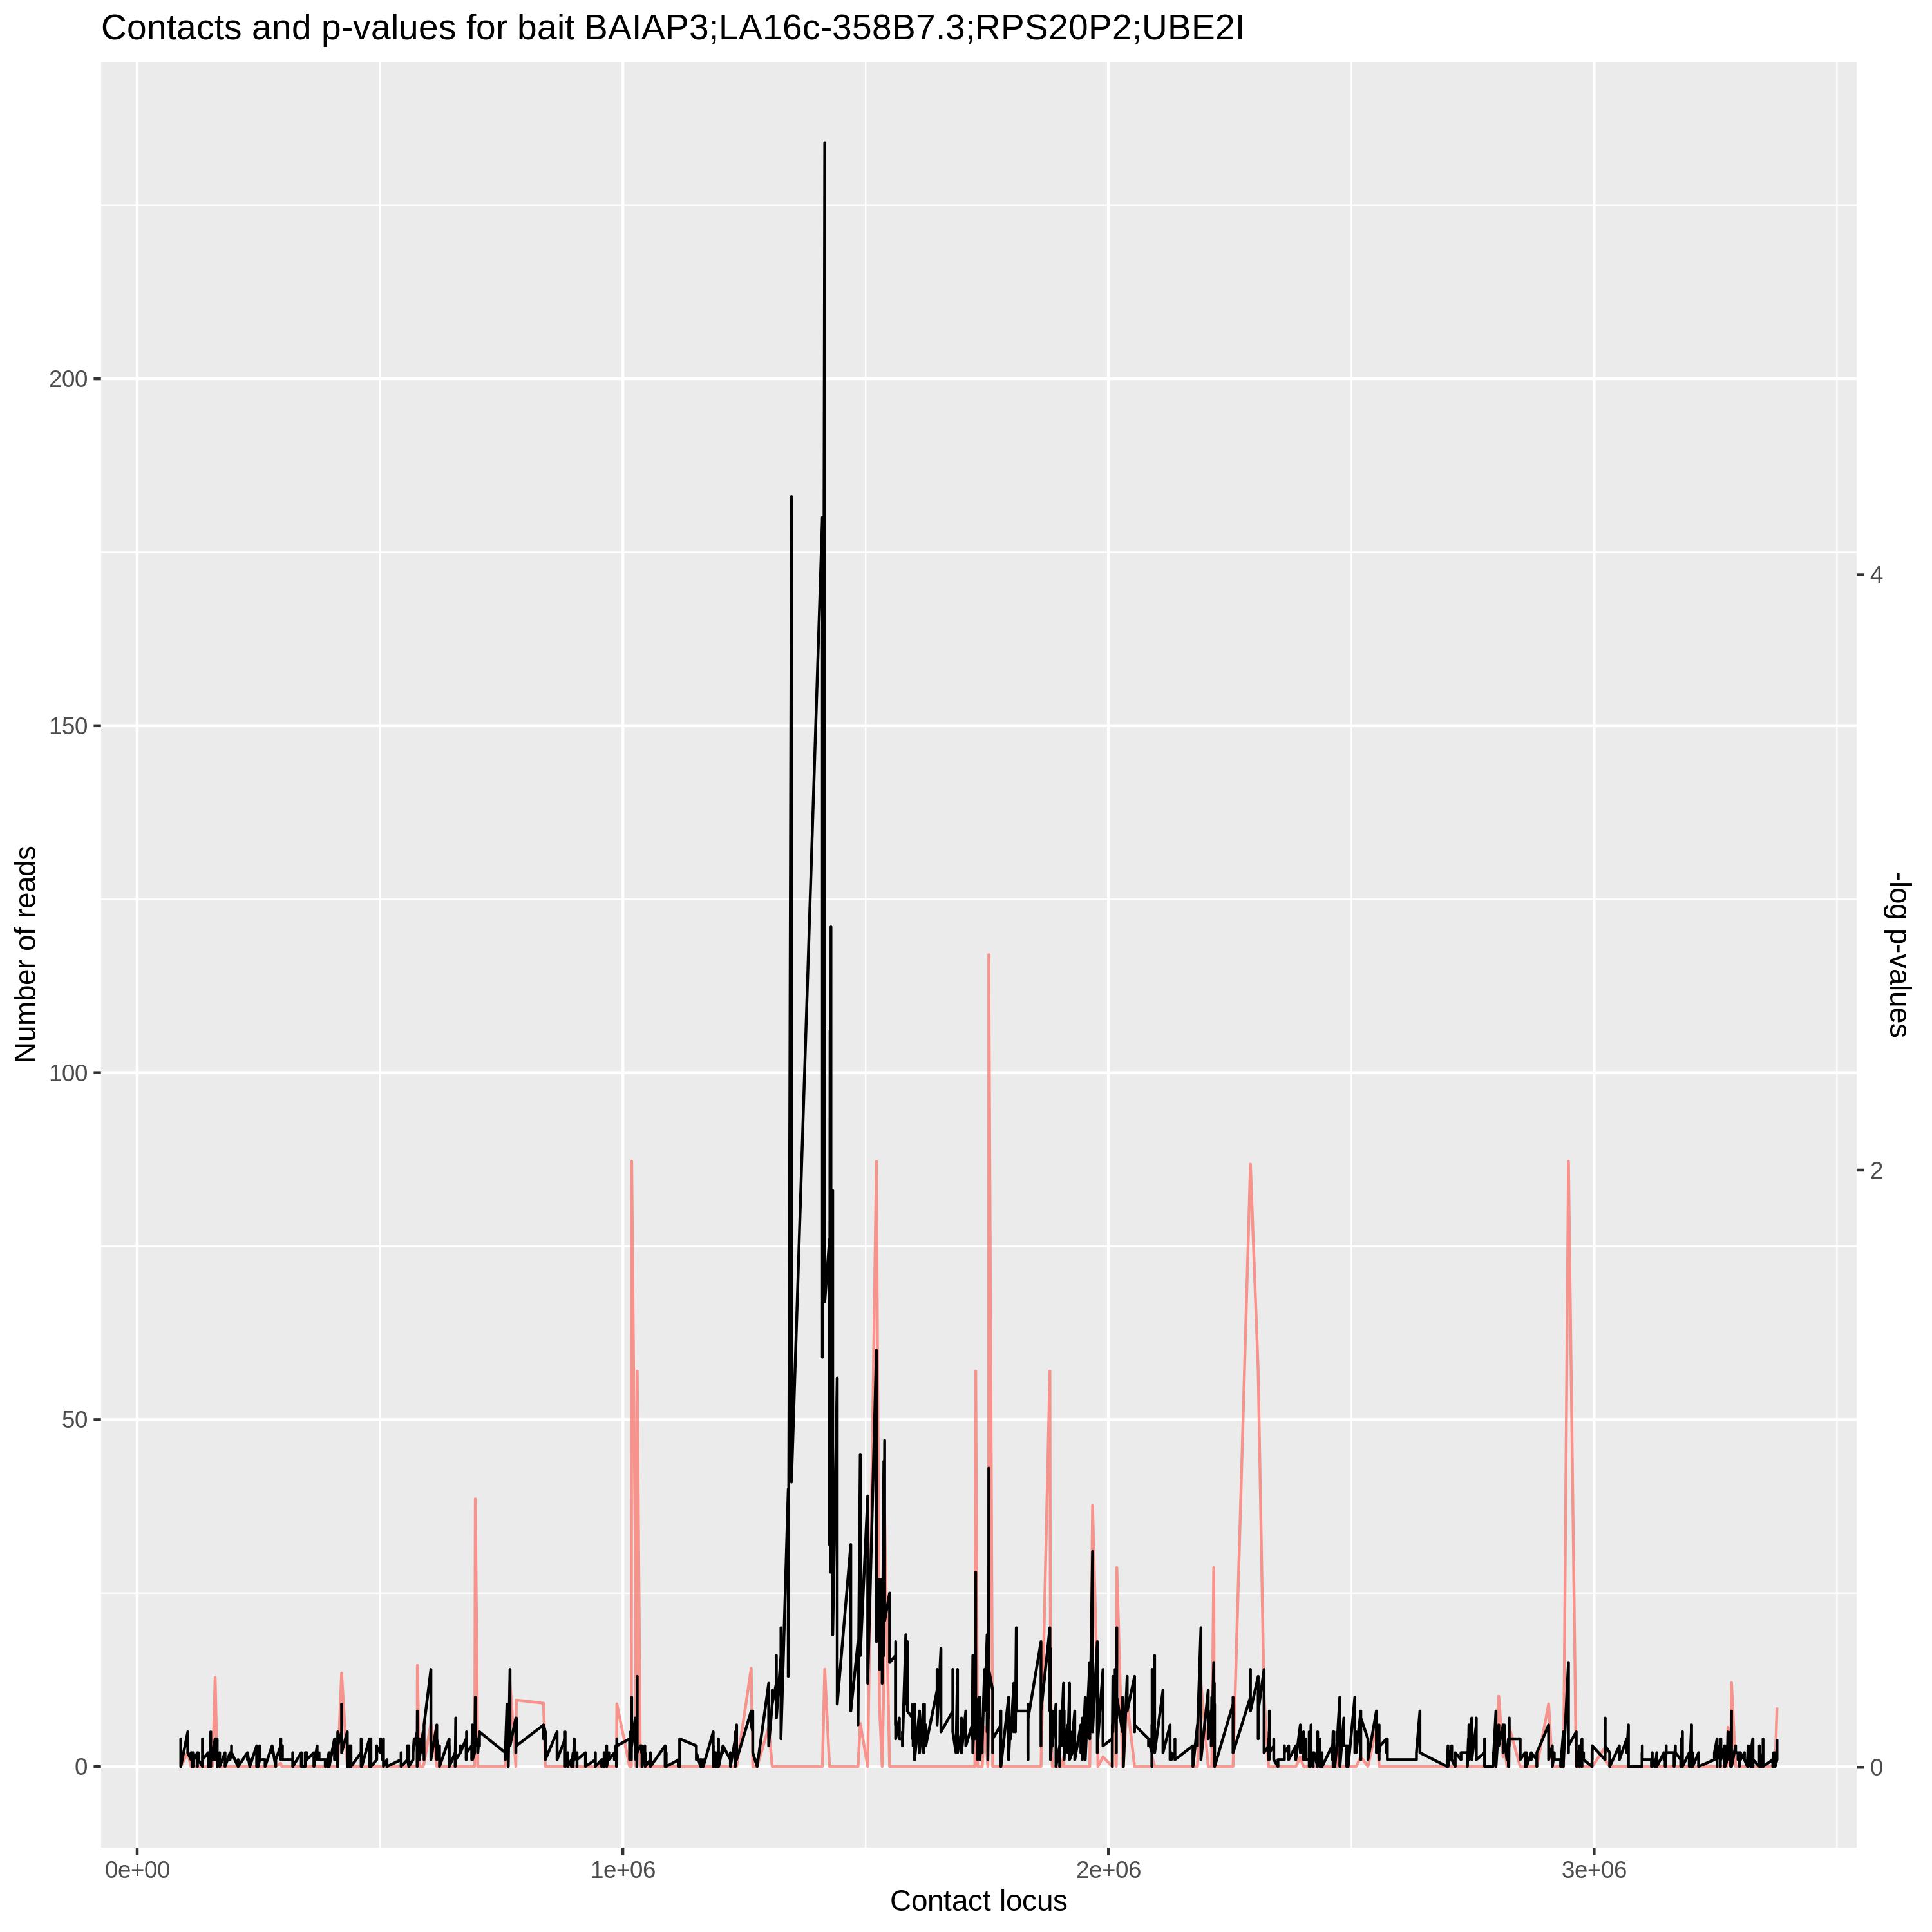 Contacts and p-values for bait BAIAP3;LA16c-358B7.3;RPS20P2;UBE2I
Number of reads
200
150
100
50
0
4
2
0
-log p-values
0e+00 1e+06 2e+06 3e+06
Contact locus